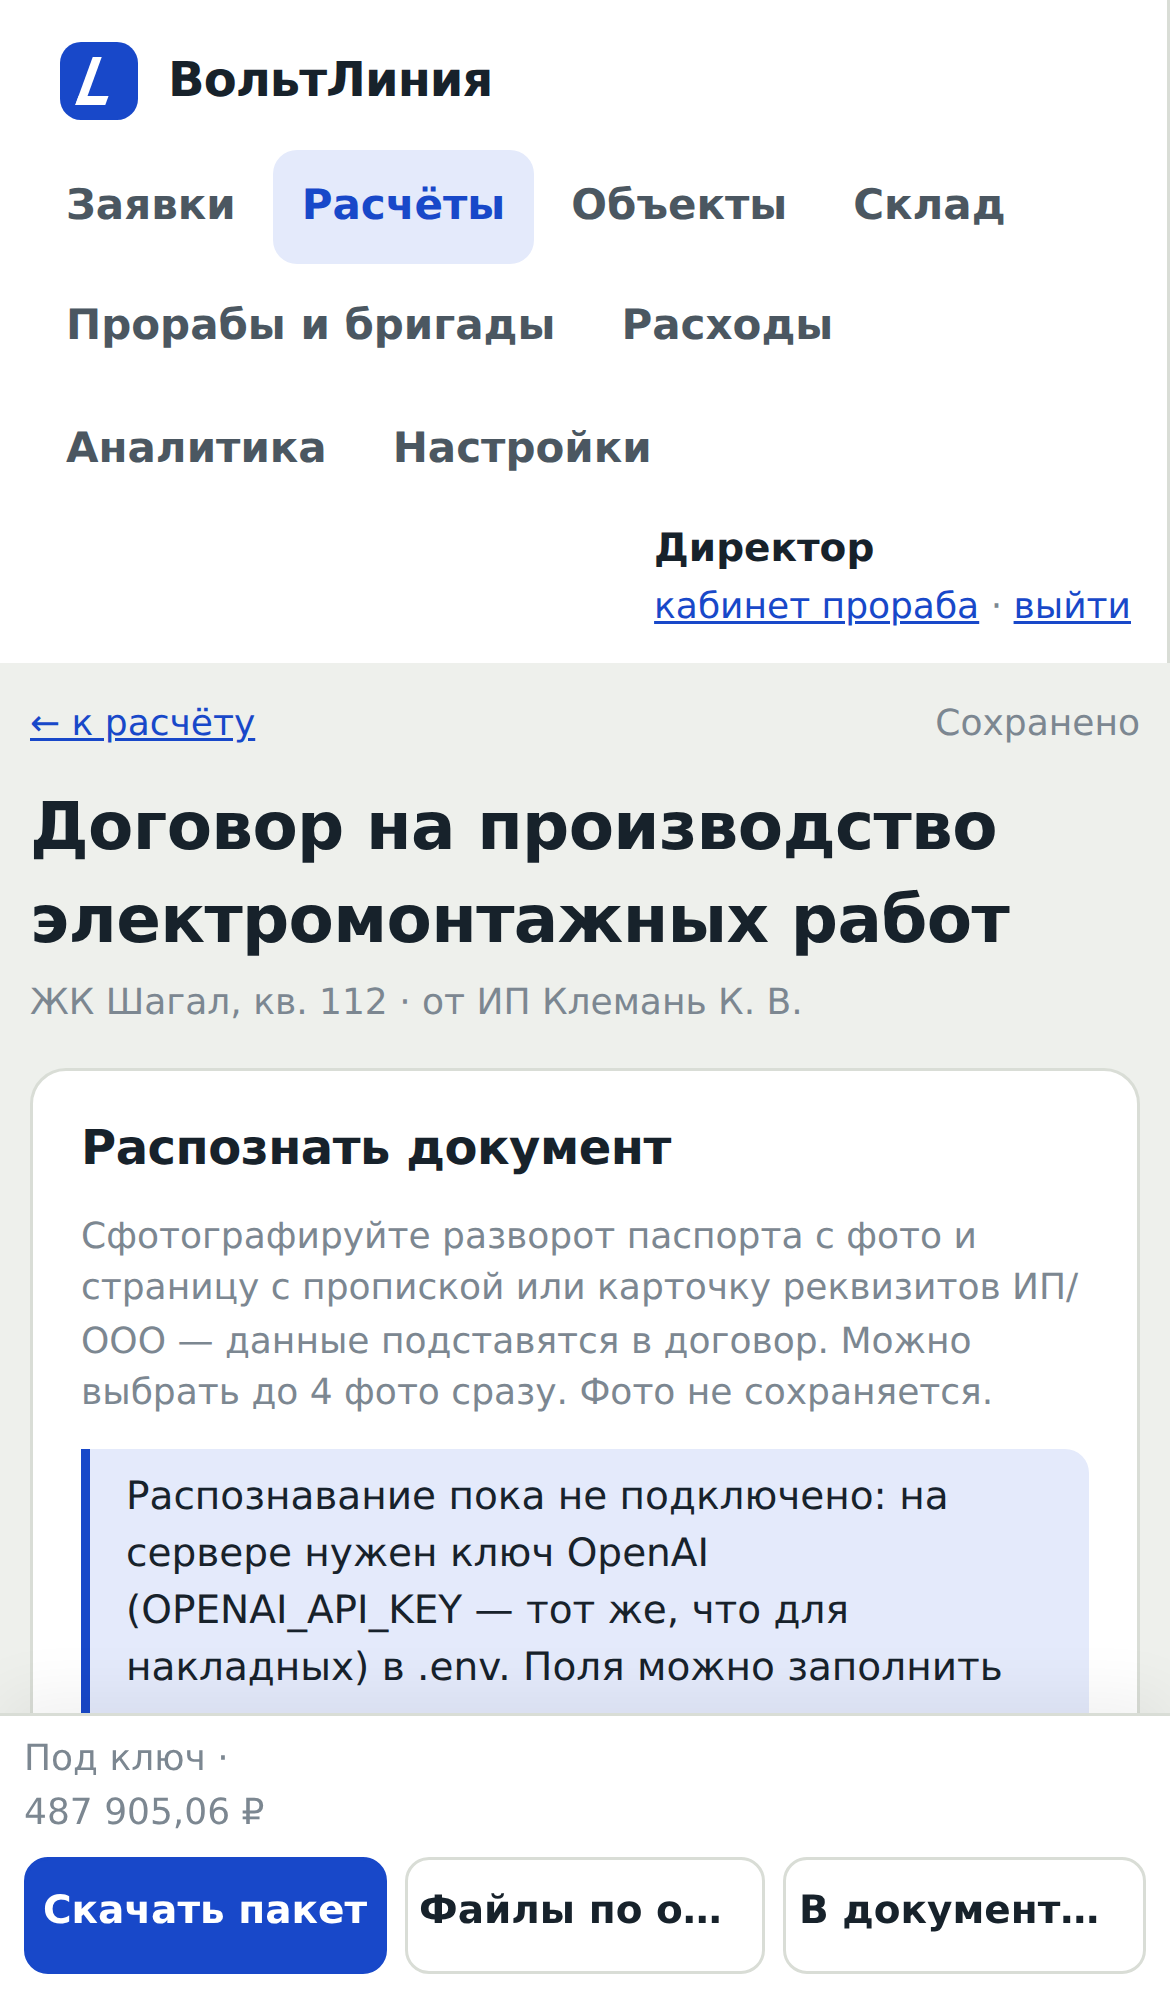 ВольтЛиния
Заявки Расчёты Объекты Склад
Прорабы и бригады Расходы
Аналитика Настройки
Директор
кабинет прораба · выйти
← к расчёту Сохранено
Договор на производство
электромонтажных работ
ЖК Шагал, кв. 112 · от ИП Клемань К. В.
Распознать документ
Сфотографируйте разворот паспорта с фото и
страницу с пропиской или карточку реквизитов ИП/
ООО — данные подставятся в договор. Можно
выбрать до 4 фото сразу. Фото не сохраняется.
Распознавание пока не подключено: на
сервере нужен ключ OpenAI
(OPENAI_API_KEY — тот же, что для
накладных) в .env. Поля можно заполнить
Под ключ ·
487 905,06 ₽
Скачать пакет Файлы по о… В документ…